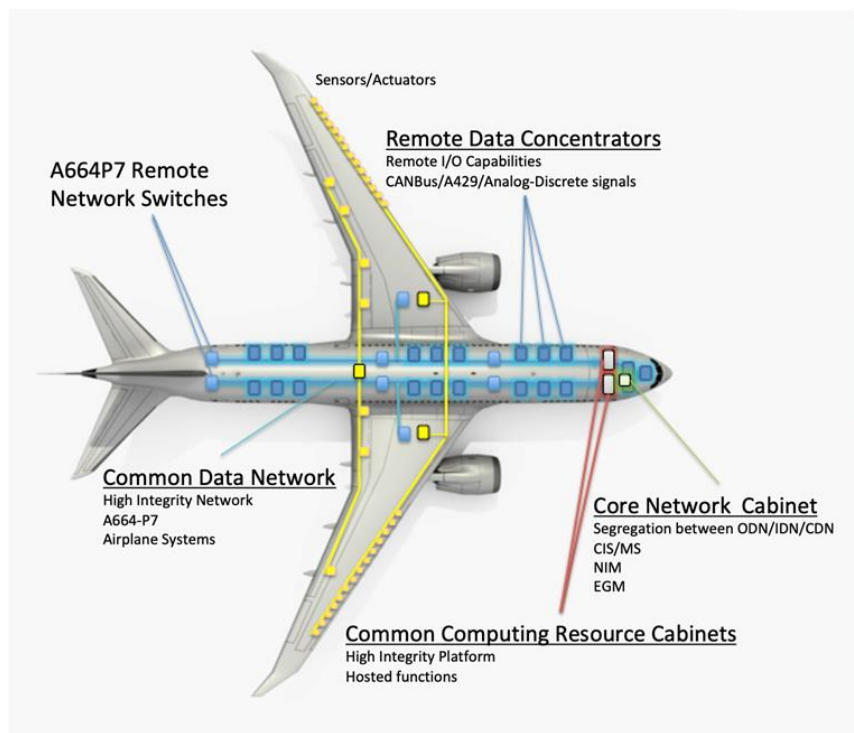 Sensors/Actuators
Remote Data Concentrators
Remote I/O Capabilities
CANBus/A429/Analog-Discrete signals
A664P7 Remote
Network Switches
Common Data Network
High Integrity Network
A664-P7
Airplane Systems
Core Network Cabinet
Segregation between ODN/IDN/CDN
CIS/MS
NIM
EGM
Common Computing Resource Cabinets
High Integrity Platform
Hosted functions